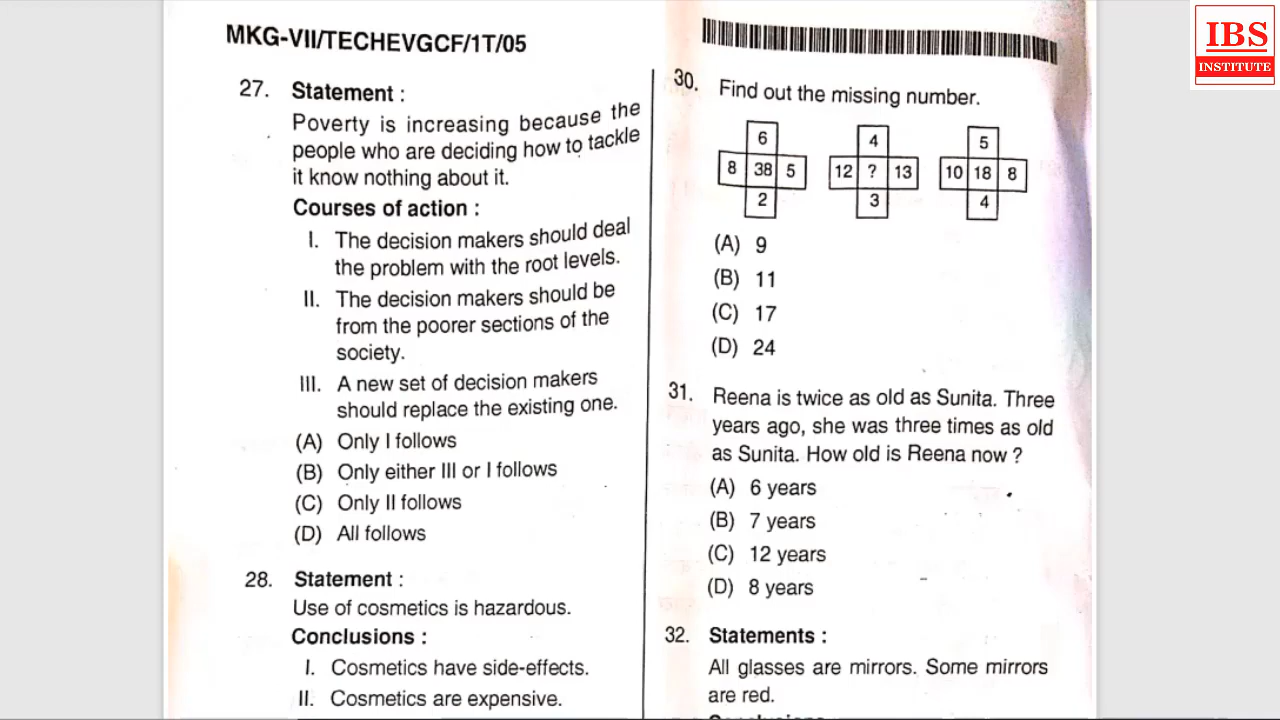 MKG-VII/TECHEVGCF/1T/05
IBS
INSTITUTE
27. Statement :
Poverty is increasing because the
people who are deciding how to tackle
it know nothing about it.
Courses of action :
I. The decision makers should deal
the problem with the root levels.
II. The decision makers should be
from the poorer sections of the
society.
III. A new set of decision makers
should replace the existing one.
(A) Only I follows
(B) Only either III or I follows
(C) Only II follows
(D) All follows
28. Statement :
Use of cosmetics is hazardous.
Conclusions :
I. Cosmetics have side-effects.
II. Cosmetics are expensive.
30. Find out the missing number.
6 4 5
8 38 5 12 ? 13 10 18 8
2 3 4
(A) 9
(B) 11
(C) 17
(D) 24
31. Reena is twice as old as Sunita. Three
years ago, she was three times as old
as Sunita. How old is Reena now ?
(A) 6 years
(B) 7 years
(C) 12 years
(D) 8 years
32. Statements :
All glasses are mirrors. Some mirrors
are red.